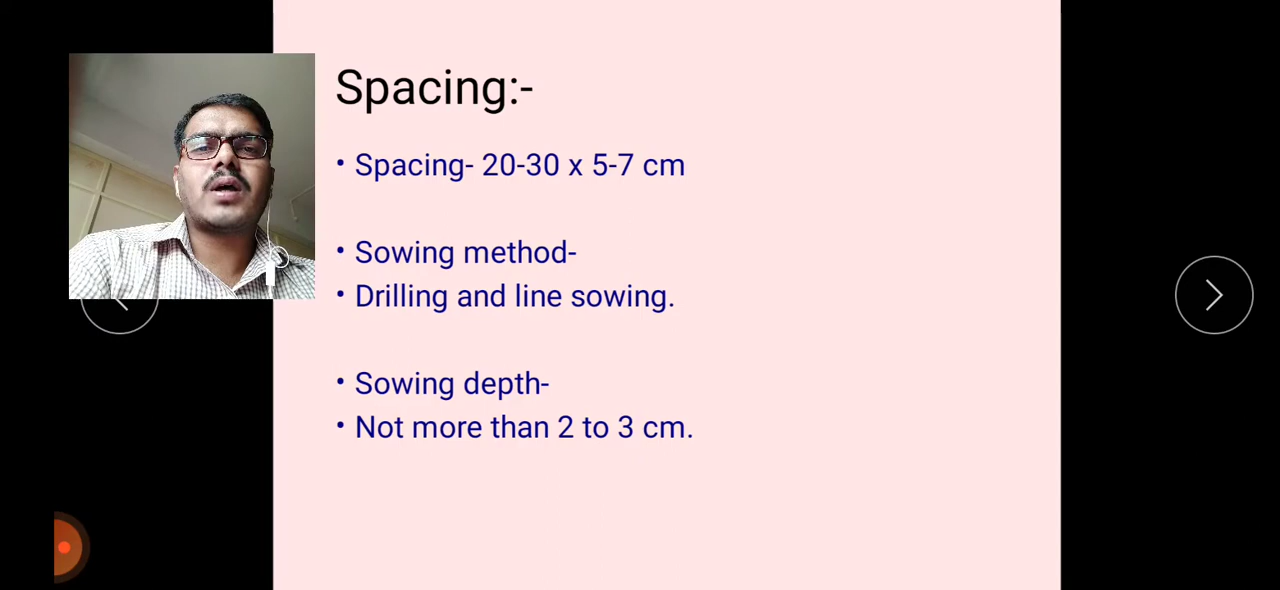 Spacing:-
• Spacing- 20-30 x 5-7 cm
• Sowing method-
• Drilling and line sowing.
• Sowing depth-
• Not more than 2 to 3 cm.